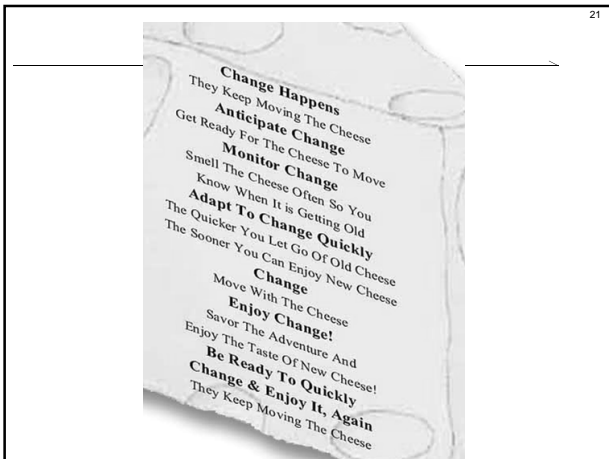 21
Change Happens
They Keep Moving The Cheese
Anticipate Change
Get Ready For The Cheese To Move
Monitor Change
Smell The Cheese Often So You
Know When It is Getting Old
Adapt To Change Quickly
The Quicker You Let Go Of Old Cheese
The Sooner You Can Enjoy New Cheese
Change
Move With The Cheese
Enjoy Change!
Savor The Adventure And
Enjoy The Taste Of New Cheese!
Be Ready To Quickly
Change & Enjoy It, Again
They Keep Moving The Cheese